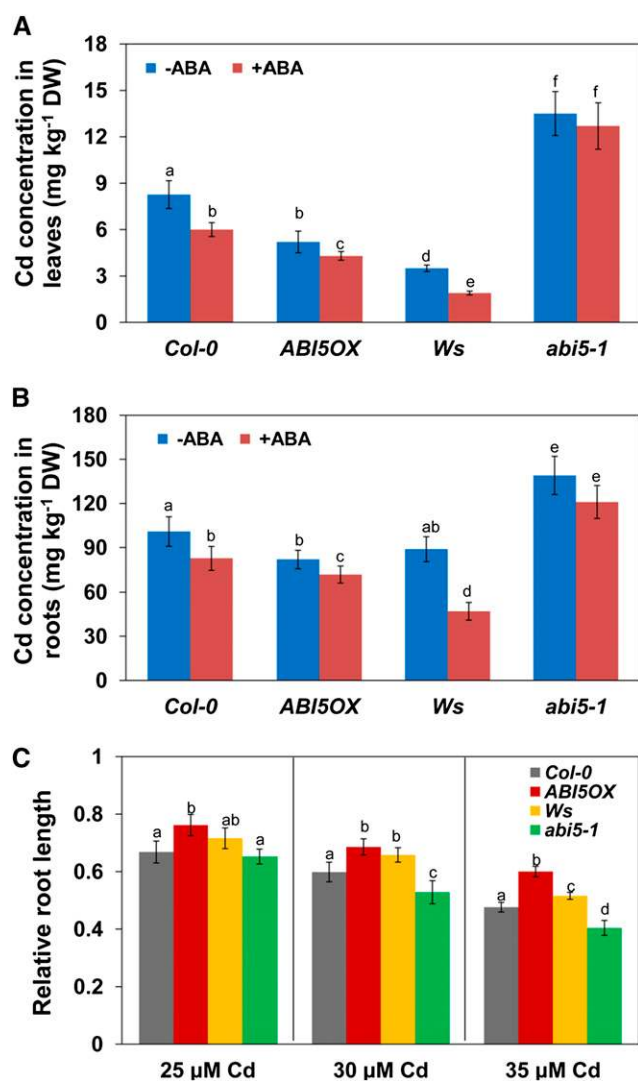 A
Cd concentration in
leaves (mg kg⁻¹ DW)
18
15
12
9
6
3
0
-ABA +ABA
a b b c d e f f
Col-0 ABI5OX Ws abi5-1
B
Cd concentration in
roots (mg kg⁻¹ DW)
180
150
120
90
60
30
0
-ABA +ABA
a b b c ab d e e
Col-0 ABI5OX Ws abi5-1
C
Relative root length
1
0.8
0.6
0.4
0.2
0
Col-0
ABI5OX
Ws
abi5-1
a b ab a a b b c a b c d
25 µM Cd 30 µM Cd 35 µM Cd